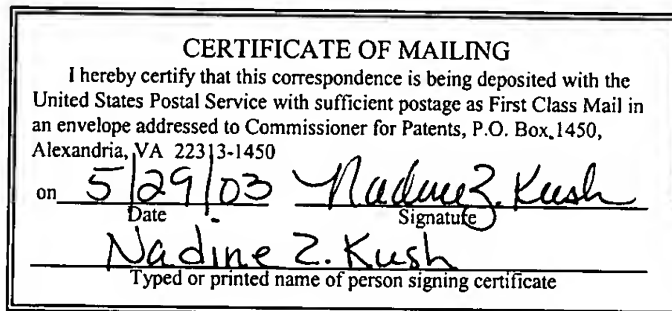 CERTIFICATE OF MAILING
I hereby certify that this correspondence is being deposited with the
United States Postal Service with sufficient postage as First Class Mail in
an envelope addressed to Commissioner for Patents, P.O. Box 1450,
Alexandria, VA 22313-1450
on 5/29/03 Nadine Z. Kush
Date Signature
Nadine Z. Kush
Typed or printed name of person signing certificate